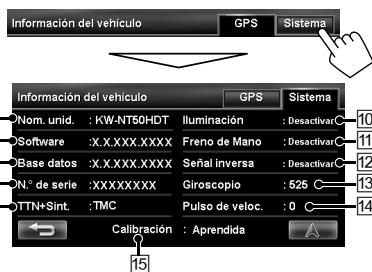 Información del vehículo GPS Sistema
Información del vehículo GPS Sistema
Nom. unid. : KW-NT50HDT Iluminación : Desactivar 10
Software :X.X.XXX.XXXX Freno de Mano : Desactivar 11
Base datos :X.X.XXX.XXXX Señal inversa : Desactivar 12
N.° de serie :XXXXXXXX Giroscopio : 525 13
TTN+Sint. :TMC Pulso de veloc. : 0 14
Calibración : Aprendida
15